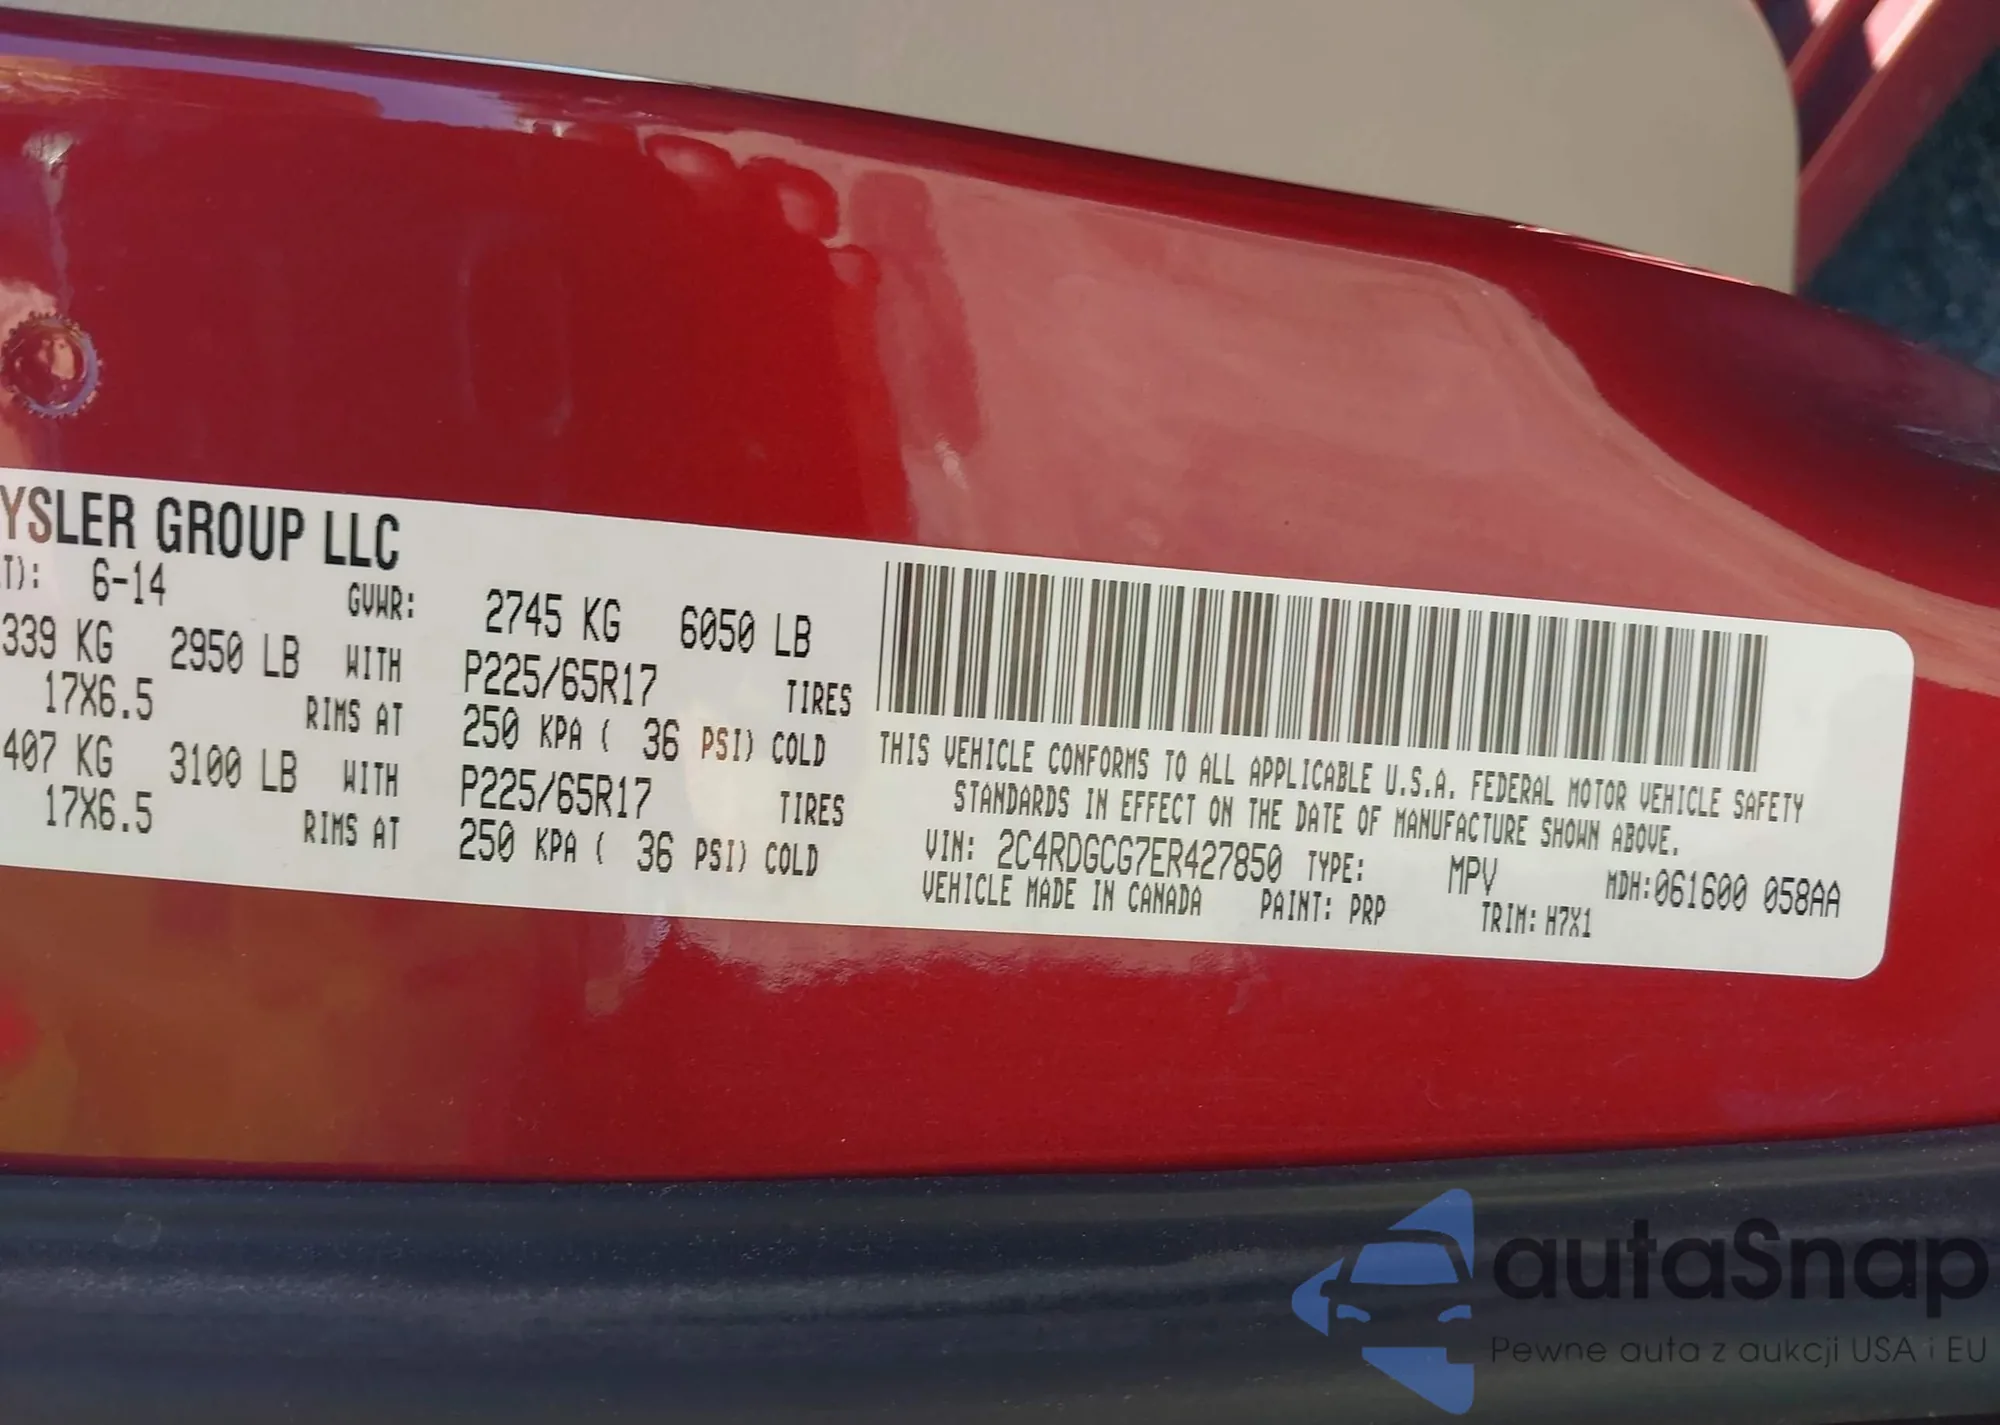 YSLER GROUP LLC
T): 6-14 GVWR: 2745 KG 6050 LB
339 KG 2950 LB WITH P225/65R17 TIRES
17X6.5 RIMS AT 250 KPA ( 36 PSI) COLD
407 KG 3100 LB WITH P225/65R17 TIRES
17X6.5 RIMS AT 250 KPA ( 36 PSI) COLD
THIS VEHICLE CONFORMS TO ALL APPLICABLE U.S.A. FEDERAL MOTOR VEHICLE SAFETY
STANDARDS IN EFFECT ON THE DATE OF MANUFACTURE SHOWN ABOVE.
VIN: 2C4RDGCG7ER427850 TYPE: MPV MDH:061600 058AA
VEHICLE MADE IN CANADA PAINT: PRP TRIM: H7X1
autaSnap
Pewne auta z aukcji USA i EU